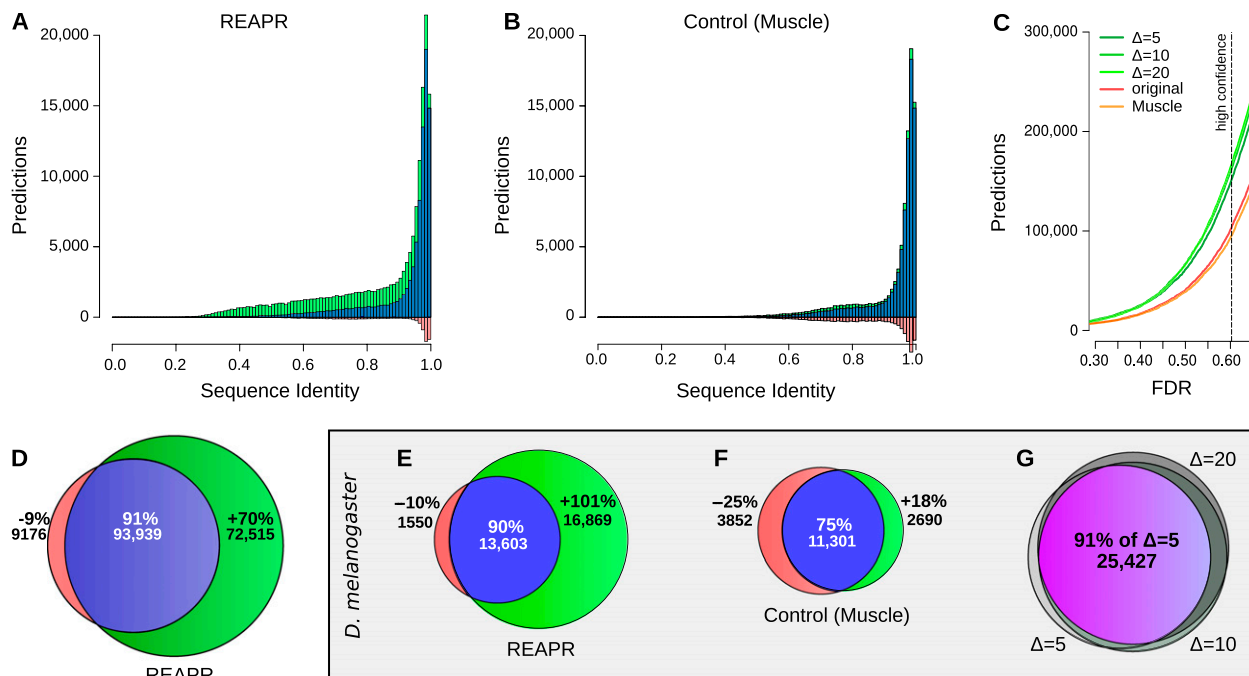 A
REAPR
20,000
15,000
10,000
5,000
0
Predictions
0.0 0.2 0.4 0.6 0.8 1.0
Sequence Identity
B
Control (Muscle)
20,000
15,000
10,000
5,000
0
Predictions
0.0 0.2 0.4 0.6 0.8 1.0
Sequence Identity
C
300,000
200,000
100,000
0
Predictions
Δ=5
Δ=10
Δ=20
original
Muscle
high confidence
0.30 0.40 0.50 0.60
FDR
D
-9%
9176
91%
93,939
+70%
72,515
REAPR
D. melanogaster
E
−10%
1550
90%
13,603
+101%
16,869
REAPR
F
−25%
3852
75%
11,301
+18%
2690
Control (Muscle)
G
Δ=20
91% of Δ=5
25,427
Δ=5
Δ=10